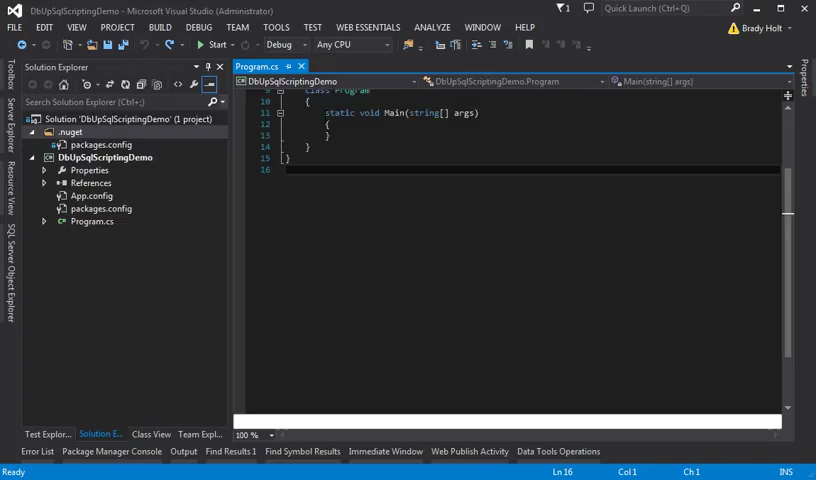 DbUpSqlScriptingDemo - Microsoft Visual Studio (Administrator)
1
Quick Launch (Ctrl+Q)
FILE EDIT VIEW PROJECT BUILD DEBUG TEAM TOOLS TEST WEB ESSENTIALS ANALYZE WINDOW HELP
Brady Holt
Start Debug Any CPU
Toolbox
Server Explorer
Resource View
SQL Server Object Explorer
Solution Explorer
Search Solution Explorer (Ctrl+;)
Solution 'DbUpSqlScriptingDemo' (1 project)
.nuget
packages.config
DbUpSqlScriptingDemo
Properties
References
App.config
packages.config
Program.cs
Program.cs
DbUpSqlScriptingDemo DbUpSqlScriptingDemo.Program Main(string[] args)
9 class Program
10 {
11 static void Main(string[] args)
12 {
13 }
14 }
15 }
16
100 %
Properties
Test Explor... Solution E... Class View Team Expl...
Error List Package Manager Console Output Find Results 1 Find Symbol Results Immediate Window Web Publish Activity Data Tools Operations
Ready Ln 16 Col 1 Ch 1 INS